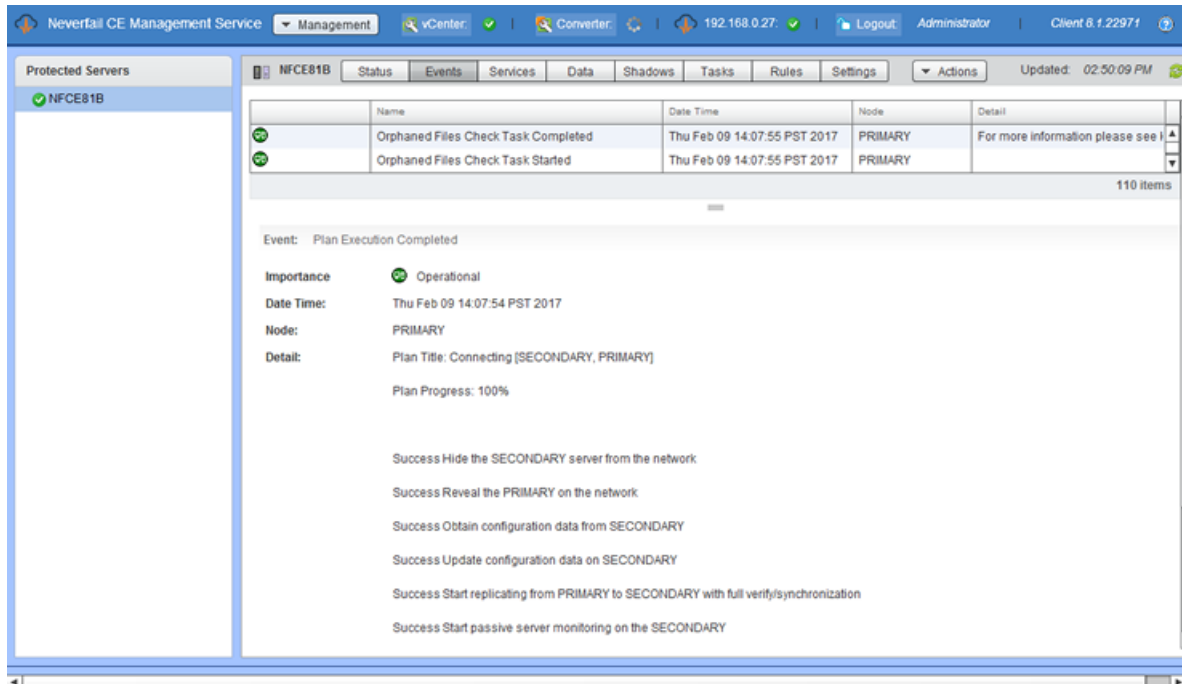 Neverfail CE Management Service Management vCenter: | Converter: | 192.168.0.27: | Logout Administrator | Client 8.1.22971
Protected Servers
NFCE81B
NFCE81B Status Events Services Data Shadows Tasks Rules Settings Actions Updated: 02:50:09 PM
Name Date Time Node Detail
Orphaned Files Check Task Completed Thu Feb 09 14:07:55 PST 2017 PRIMARY For more information please see
Orphaned Files Check Task Started Thu Feb 09 14:07:55 PST 2017 PRIMARY
110 items
Event: Plan Execution Completed
Importance Operational
Date Time: Thu Feb 09 14:07:54 PST 2017
Node: PRIMARY
Detail: Plan Title: Connecting [SECONDARY, PRIMARY]
Plan Progress: 100%
Success Hide the SECONDARY server from the network
Success Reveal the PRIMARY on the network
Success Obtain configuration data from SECONDARY
Success Update configuration data on SECONDARY
Success Start replicating from PRIMARY to SECONDARY with full verify/synchronization
Success Start passive server monitoring on the SECONDARY